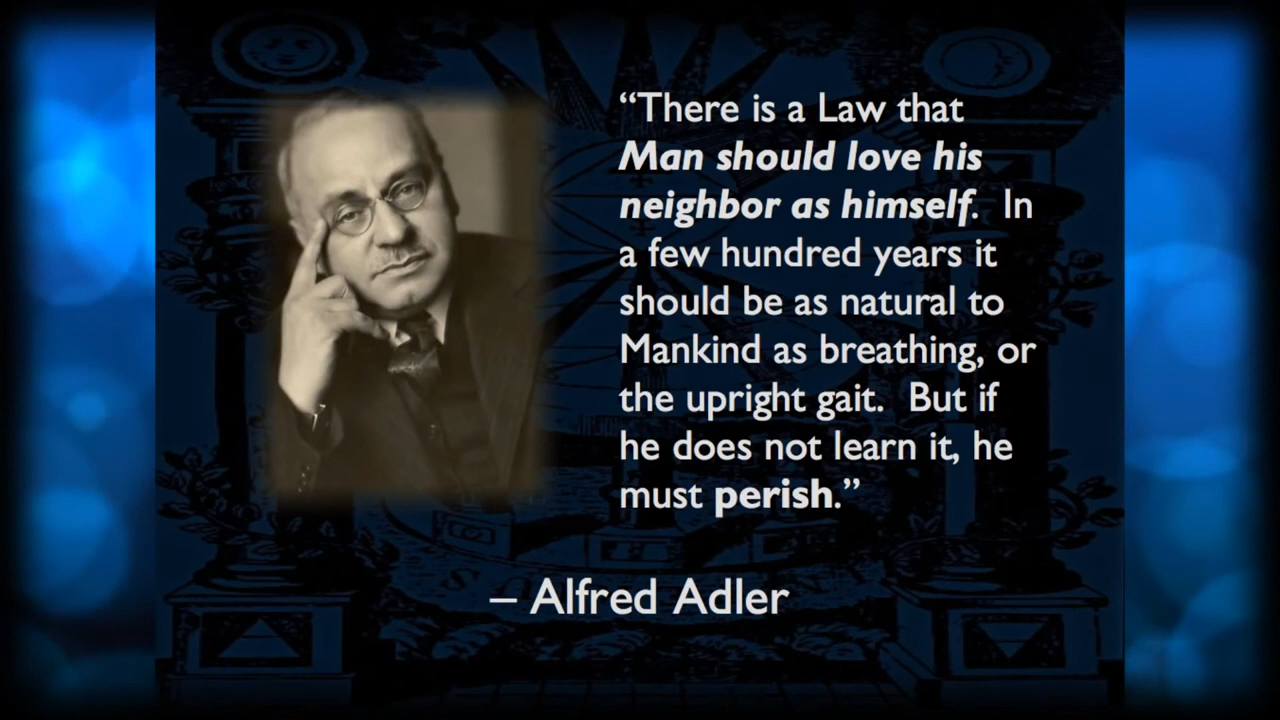 “There is a Law that
Man should love his
neighbor as himself. In
a few hundred years it
should be as natural to
Mankind as breathing, or
the upright gait. But if
he does not learn it, he
must perish.”
– Alfred Adler